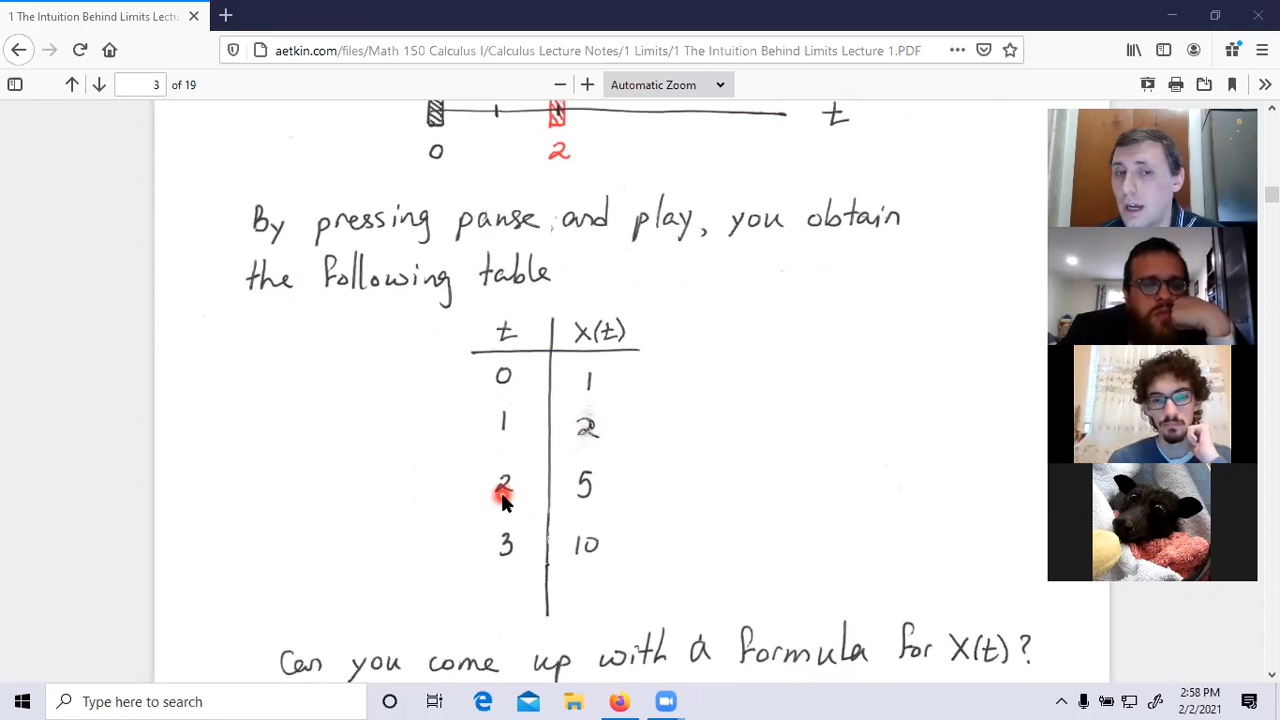 1 The Intuition Behind Limits Lectu
aetkin.com/files/Math 150 Calculus I/Calculus Lecture Notes/1 Limits/1 The Intuition Behind Limits Lecture 1.PDF
3 of 19
Automatic Zoom
t
0 2
By pressing pause, and play, you obtain
the following table
t X(t)
0 1
1 2
2 5
3 10
Can you come up with a formula for X(t)?
Type here to search
2:58 PM
2/2/2021